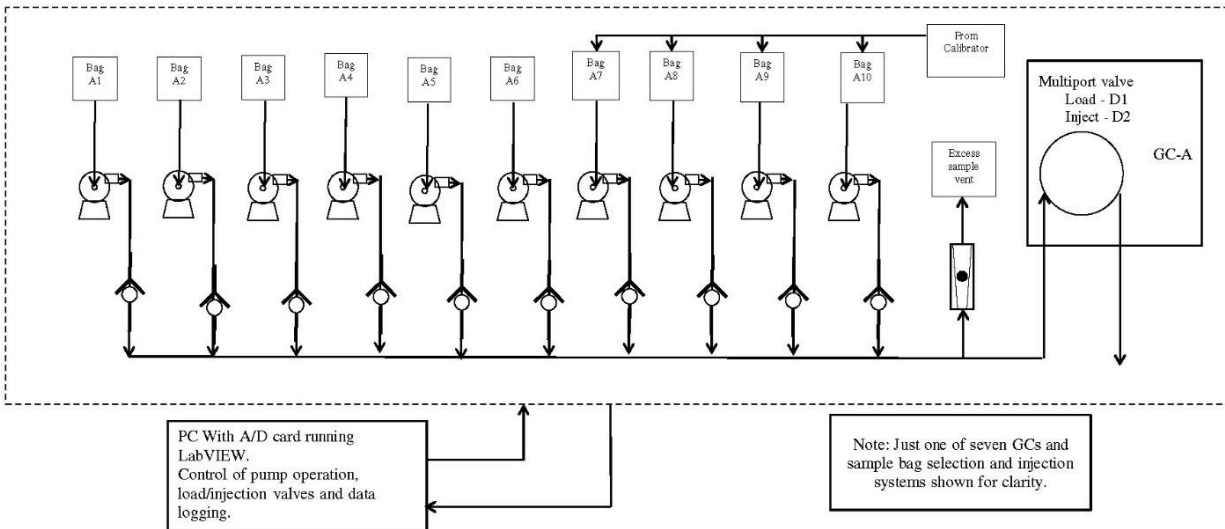 Bag
A1
Bag
A2
Bag
A3
Bag
A4
Bag
A5
Bag
A6
Bag
A7
Bag
A8
Bag
A9
Bag
A10
From
Calibrator
Multiport valve
Load - D1
Inject - D2
GC-A
Excess
sample
vent
PC With A/D card running
LabVIEW.
Control of pump operation,
load/injection valves and data
logging.
Note: Just one of seven GCs and
sample bag selection and injection
systems shown for clarity.